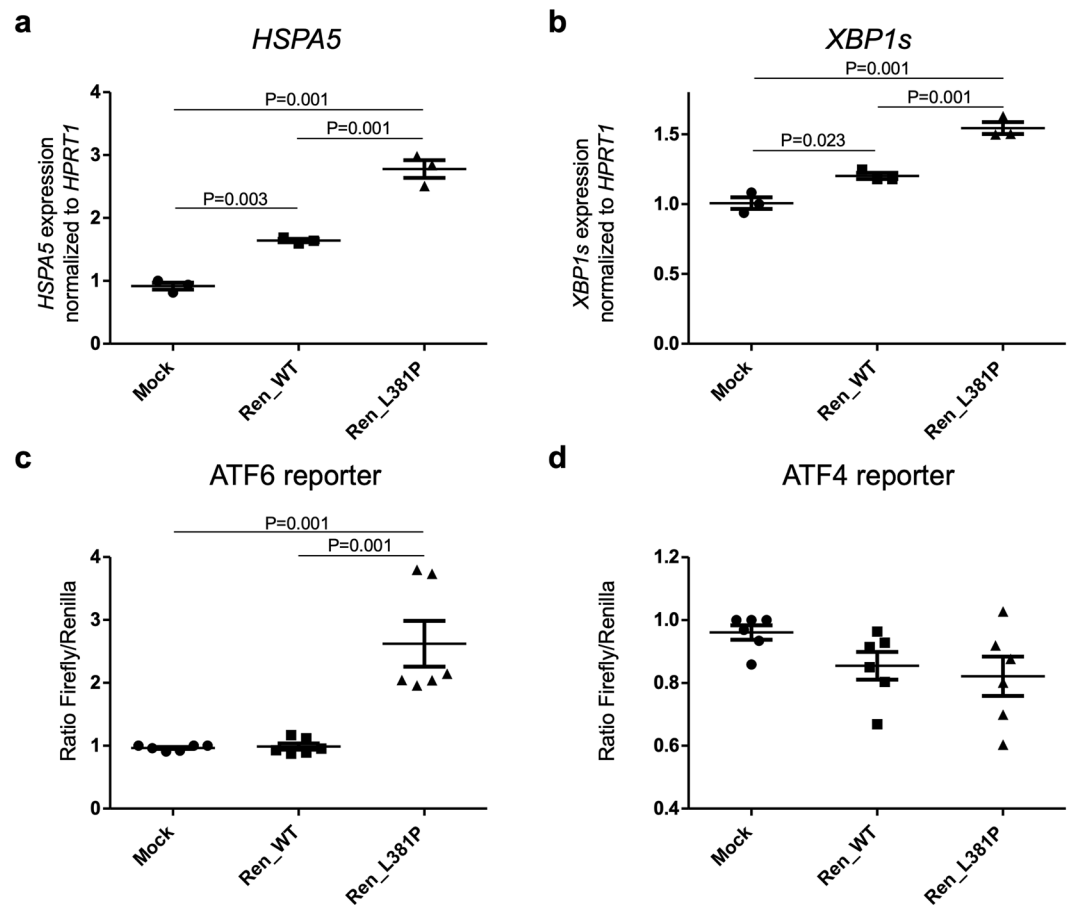 a
HSPA5
HSPA5 expression
normalized to HPRT1
4
3
2
1
0
P=0.001
P=0.001
P=0.003
Mock
Ren_WT
Ren_L381P
b
XBP1s
XBP1s expression
normalized to HPRT1
1.5
1.0
0.5
0.0
P=0.001
P=0.001
P=0.023
Mock
Ren_WT
Ren_L381P
c
ATF6 reporter
Ratio Firefly/Renilla
4
3
2
1
0
P=0.001
P=0.001
Mock
Ren_WT
Ren_L381P
d
ATF4 reporter
Ratio Firefly/Renilla
1.2
1.0
0.8
0.6
0.4
Mock
Ren_WT
Ren_L381P